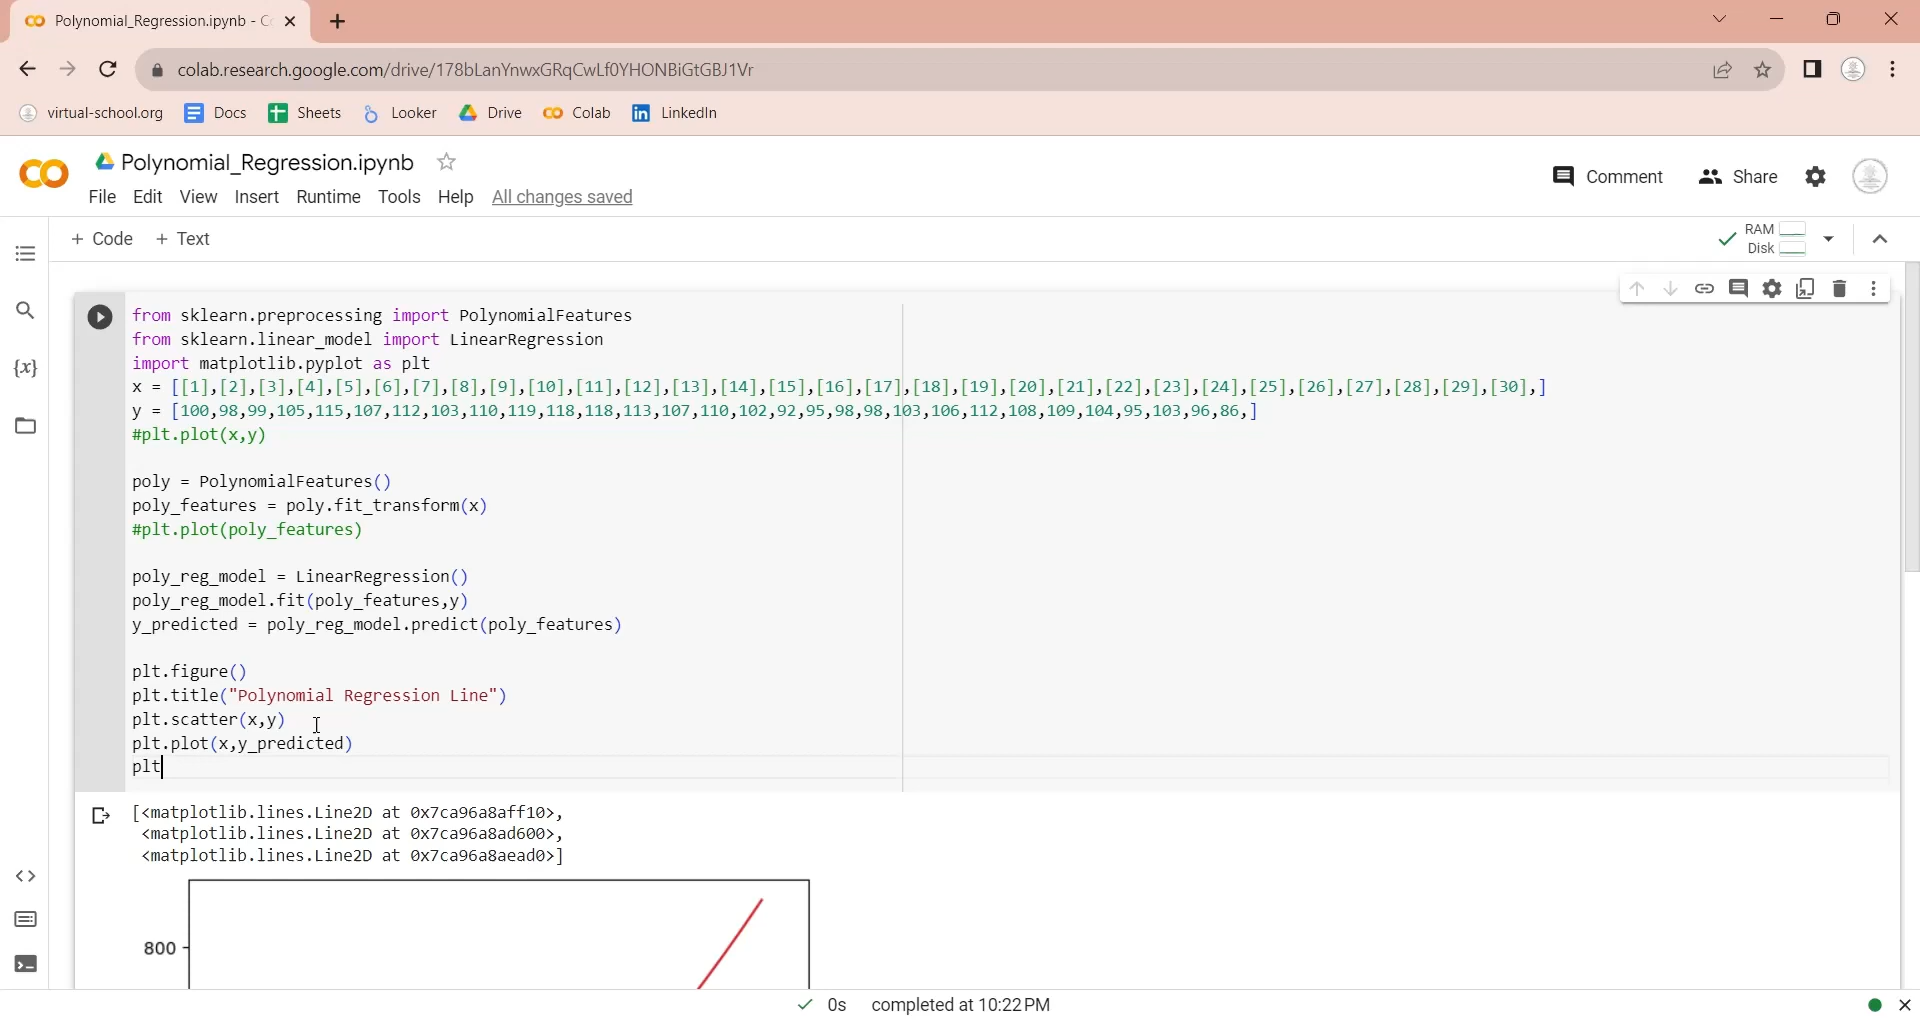 Polynomial_Regression.ipynb - C
colab.research.google.com/drive/178bLanYnwxGRqCwLf0YHONBiGtGBJ1Vr
virtual-school.org Docs Sheets Looker Drive Colab LinkedIn
Polynomial_Regression.ipynb
Comment Share
File Edit View Insert Runtime Tools Help All changes saved
+ Code + Text
RAM
Disk
from sklearn.preprocessing import PolynomialFeatures
from sklearn.linear_model import LinearRegression
import matplotlib.pyplot as plt
x = [[1],[2],[3],[4],[5],[6],[7],[8],[9],[10],[11],[12],[13],[14],[15],[16],[17],[18],[19],[20],[21],[22],[23],[24],[25],[26],[27],[28],[29],[30],]
y = [100,98,99,105,115,107,112,103,110,119,118,118,113,107,110,102,92,95,98,98,103,106,112,108,109,104,95,103,96,86,]
#plt.plot(x,y)
poly = PolynomialFeatures()
poly_features = poly.fit_transform(x)
#plt.plot(poly_features)
poly_reg_model = LinearRegression()
poly_reg_model.fit(poly_features,y)
y_predicted = poly_reg_model.predict(poly_features)
plt.figure()
plt.title("Polynomial Regression Line")
plt.scatter(x,y)
plt.plot(x,y_predicted)
plt
[<matplotlib.lines.Line2D at 0x7ca96a8aff10>,
<matplotlib.lines.Line2D at 0x7ca96a8ad600>,
<matplotlib.lines.Line2D at 0x7ca96a8aead0>]
800
0s completed at 10:22 PM